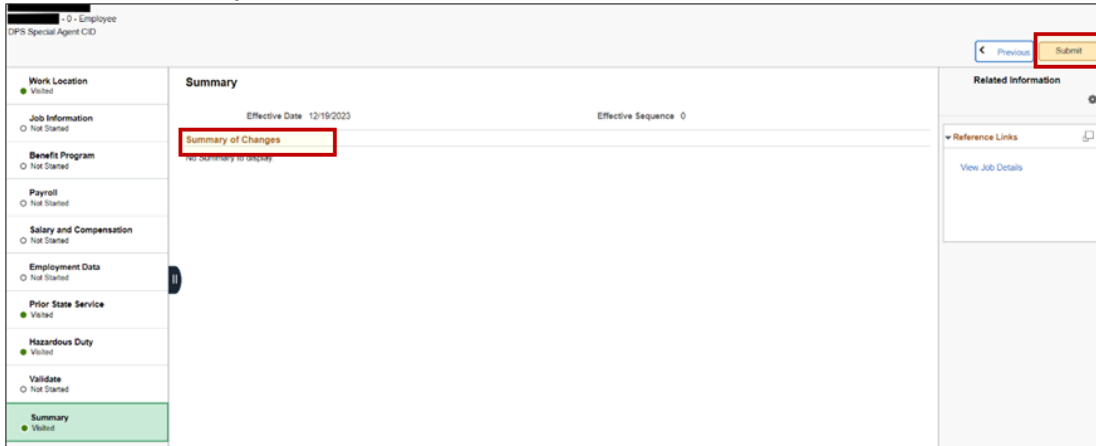 - 0 - Employee
DPS Special Agent CID
Previous
Submit
Work Location
Visited
Job Information
Not Started
Benefit Program
Not Started
Payroll
Not Started
Salary and Compensation
Not Started
Employment Data
Not Started
Prior State Service
Visited
Hazardous Duty
Visited
Validate
Not Started
Summary
Visited
Summary
Effective Date 12/19/2023 Effective Sequence 0
Summary of Changes
No Summary to display
Related Information
Reference Links
View Job Details